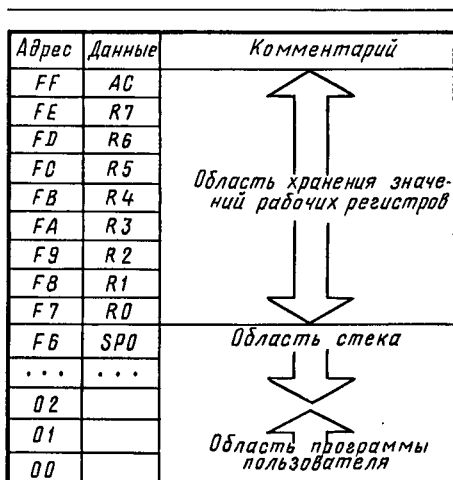 Адрес Данные Комментарий
FF AC
FE R7
FD R6
FC R5
FB R4
FA R3
F9 R2
F8 R1
F7 R0
Область хранения значе-
ний рабочих регистров
F6 SP0 Область стека
... ...
02
01
00
Область программы
пользователя